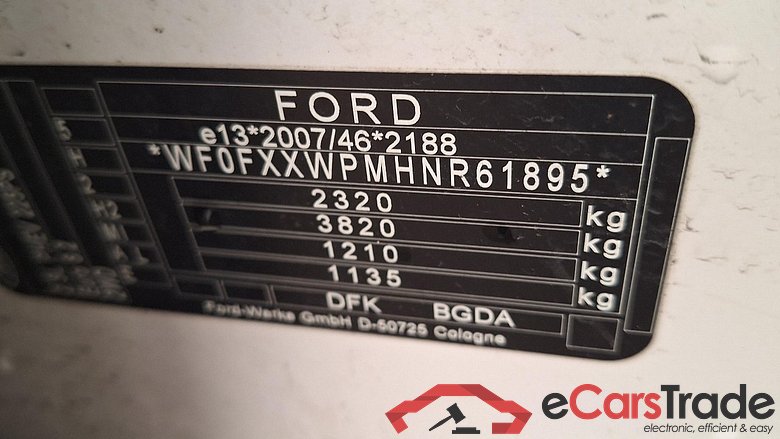 FORD
e13*2007/46*2188
*WF0FXXWPMHNR61895*
2320 kg
3820 kg
1210 kg
1135 kg
DFK BGDA
Ford-Werke GmbH D-50725 Cologne
eCarsTrade
electronic, efficient & easy